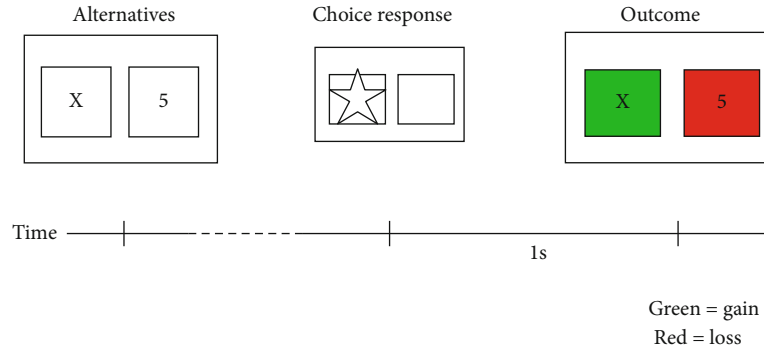 Alternatives
Choice response
Outcome
X
5
X
5
Time
1s
Green = gain
Red = loss